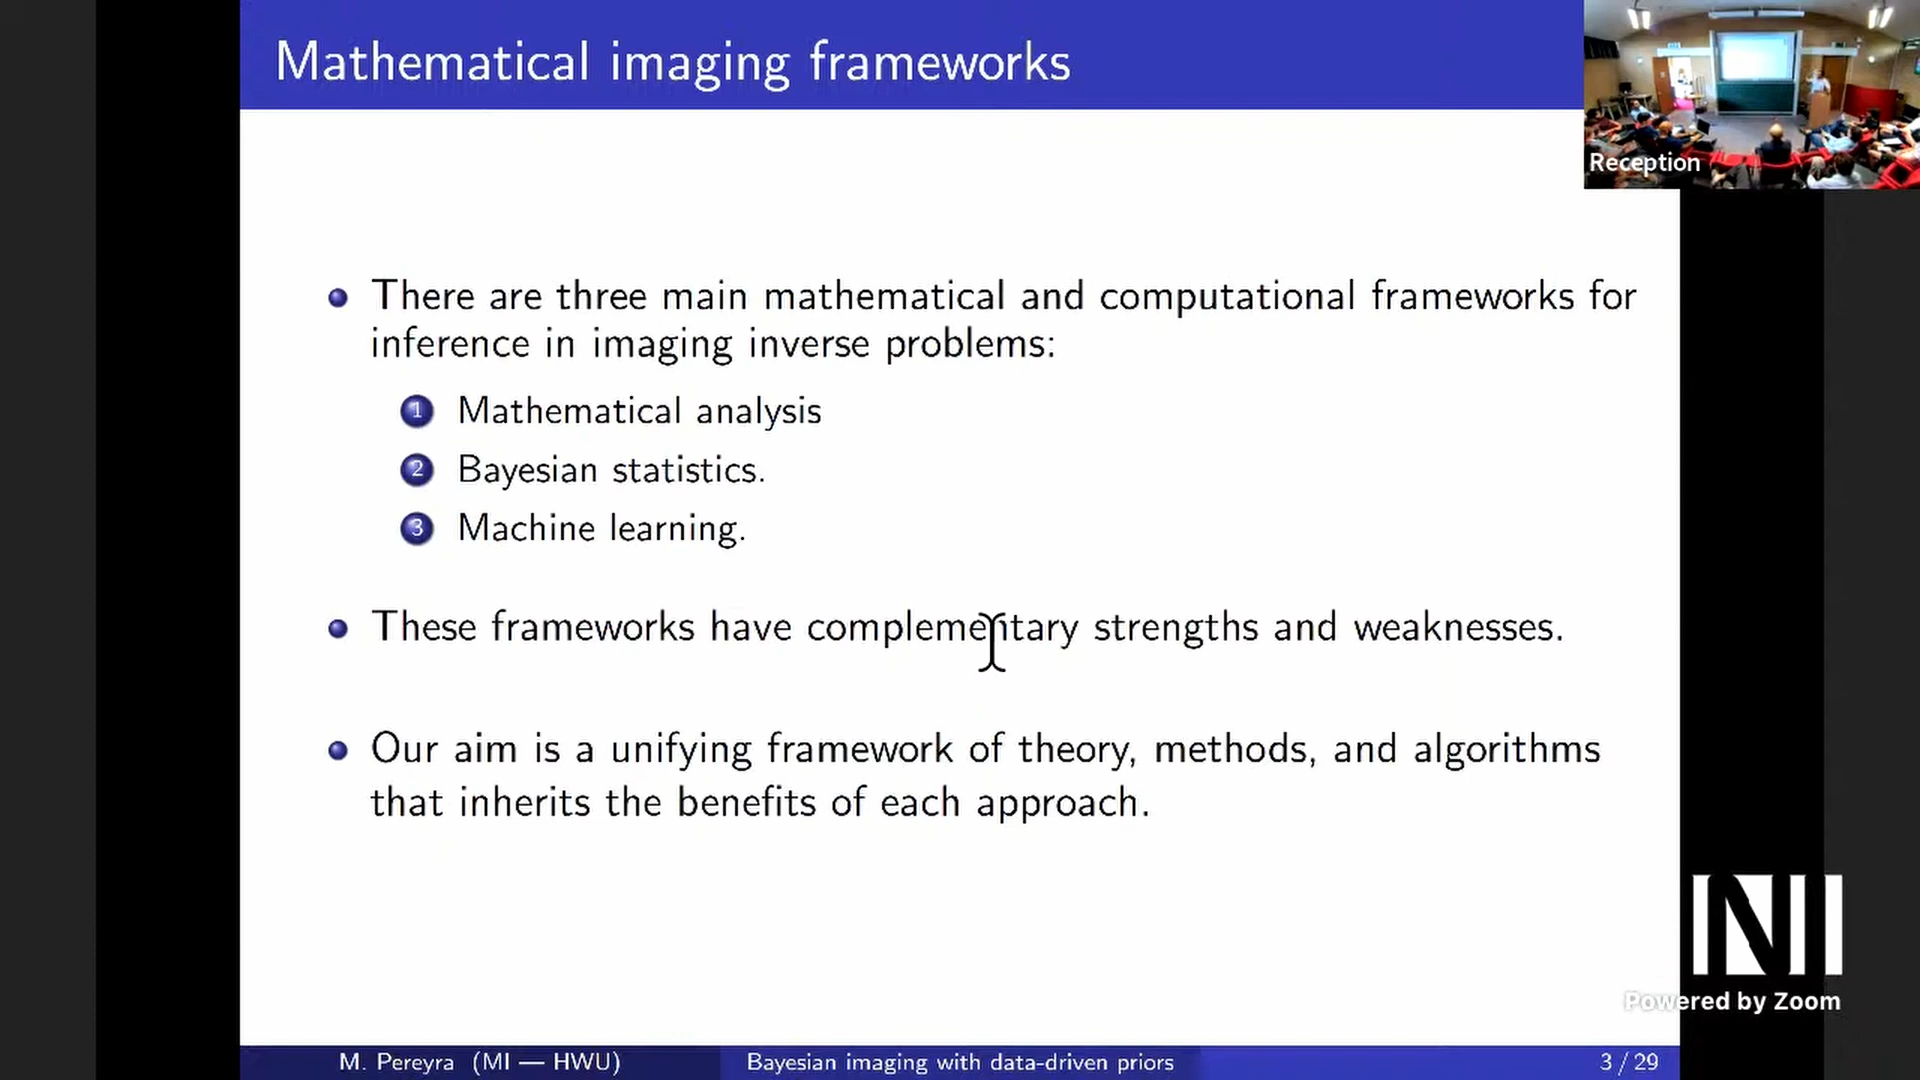 Mathematical imaging frameworks
Reception
There are three main mathematical and computational frameworks for
inference in imaging inverse problems:
1 Mathematical analysis
2 Bayesian statistics.
3 Machine learning.
These frameworks have complementary strengths and weaknesses.
Our aim is a unifying framework of theory, methods, and algorithms
that inherits the benefits of each approach.
NI
Powered by Zoom
M. Pereyra (MI — HWU)
Bayesian imaging with data-driven priors
3 / 29